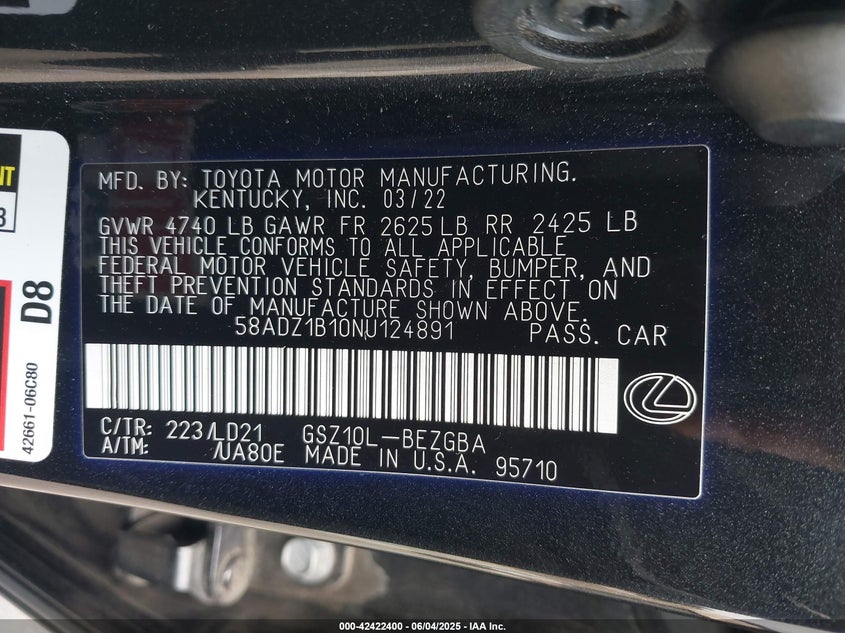 NT
3
D8
42661-06C80
MFD. BY: TOYOTA MOTOR MANUFACTURING.
KENTUCKY, INC. 03/22
GVWR 4740 LB GAWR FR 2625 LB RR 2425 LB
THIS VEHICLE CONFORMS TO ALL APPLICABLE
FEDERAL MOTOR VEHICLE SAFETY, BUMPER, AND
THEFT PREVENTION STANDARDS IN EFFECT ON
THE DATE OF MANUFACTURE SHOWN ABOVE.
58ADZ1B10NU124891 PASS. CAR
C/TR: 223/LD21 GSZ10L-BEZGBA
A/TM: /UA80E MADE IN U.S.A. 95710
000-42422400 - 06/04/2025 - IAA Inc.